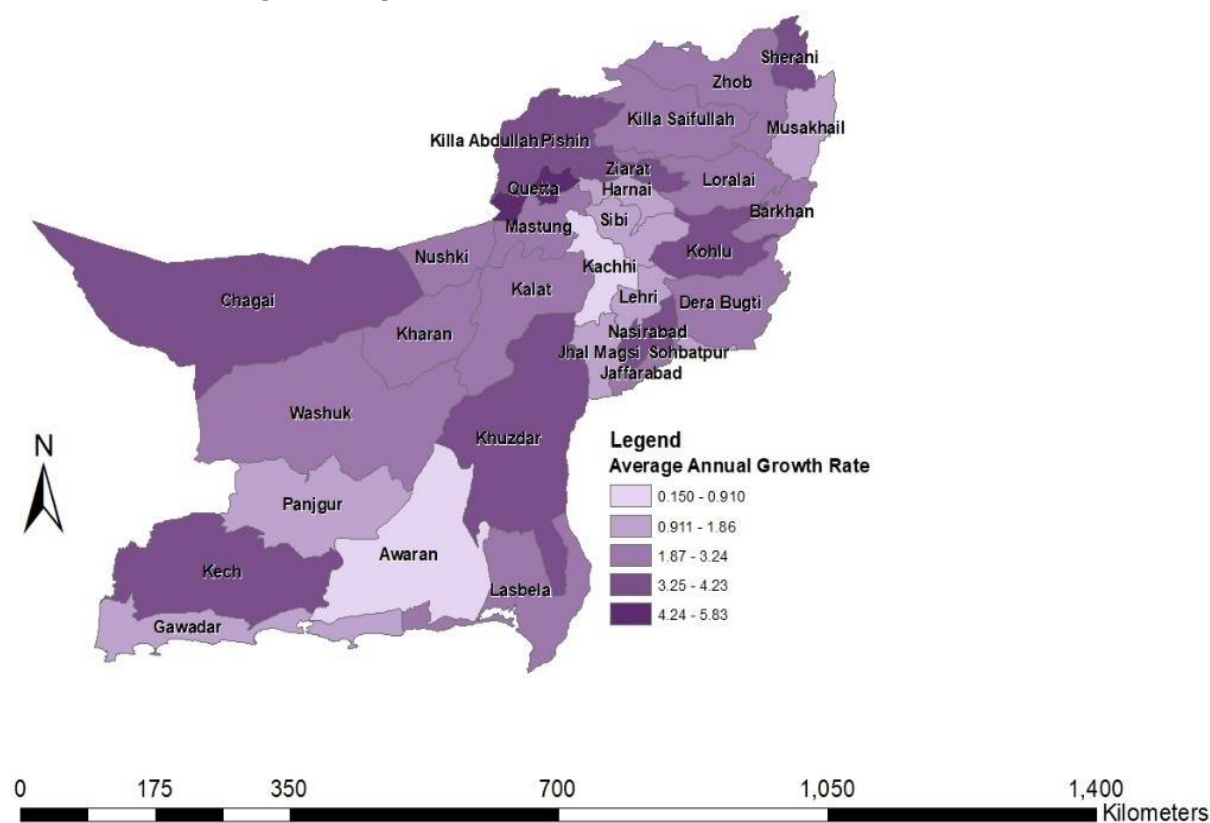 Sherani
Zhob
Killa Saifullah
Musakhail
Killa Abdullah Pishin
Ziarat
Loralai
Quetta
Harnai
Barkhan
Sibi
Mastung
Kohlu
Nushki
Kachhi
Kalat
Lehri
Dera Bugti
Chagai
Kharan
Nasirabad
Jhal Magsi Sohbatpur
Jaffarabad
Washuk
Khuzdar
N
Legend
Average Annual Growth Rate
0.150 - 0.910
0.911 - 1.86
1.87 - 3.24
3.25 - 4.23
4.24 - 5.83
Panjgur
Awaran
Kech
Lasbela
Gawadar
0 175 350 700 1,050 1,400
Kilometers